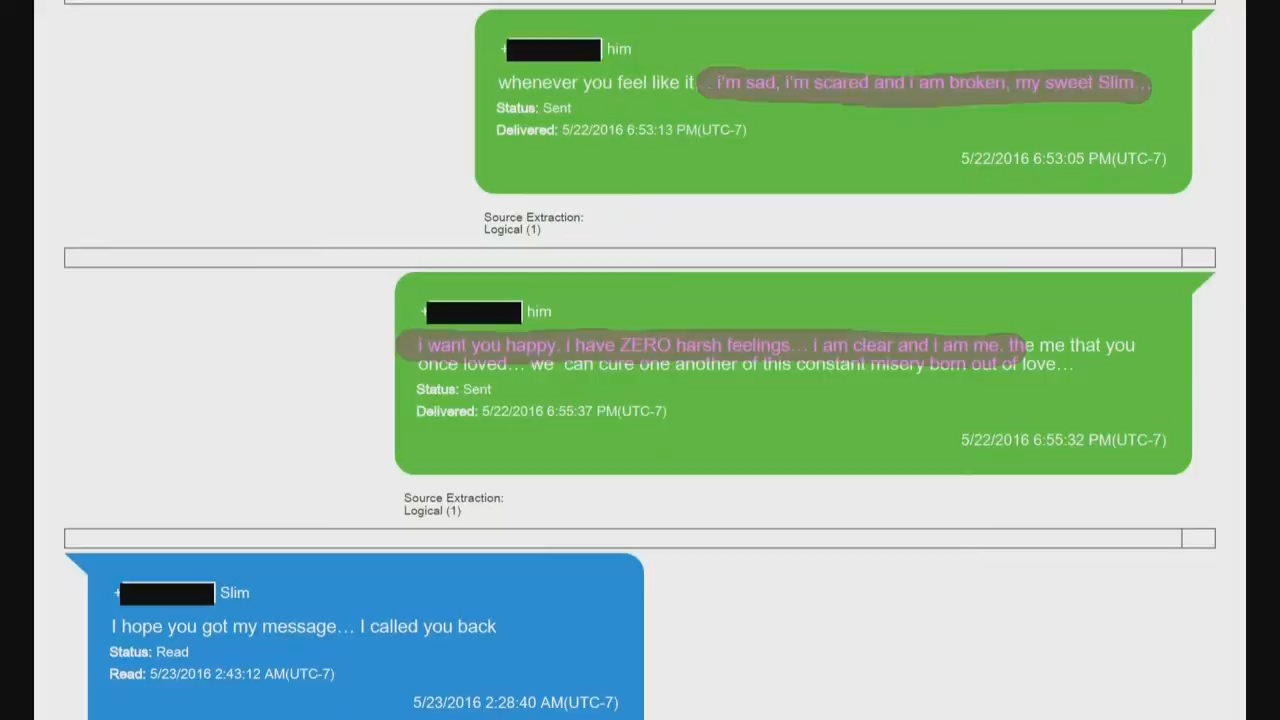 + him
whenever you feel like it... i'm sad, i'm scared and i am broken, my sweet Slim...
Status: Sent
Delivered: 5/22/2016 6:53:13 PM(UTC-7)
5/22/2016 6:53:05 PM(UTC-7)
Source Extraction:
Logical (1)
+ him
i want you happy, i have ZERO harsh feelings... i am clear and i am me. the me that you
once loved... we can cure one another of this constant misery born out of love...
Status: Sent
Delivered: 5/22/2016 6:55:37 PM(UTC-7)
5/22/2016 6:55:32 PM(UTC-7)
Source Extraction:
Logical (1)
+ Slim
I hope you got my message... I called you back
Status: Read
Read: 5/23/2016 2:43:12 AM(UTC-7)
5/23/2016 2:28:40 AM(UTC-7)